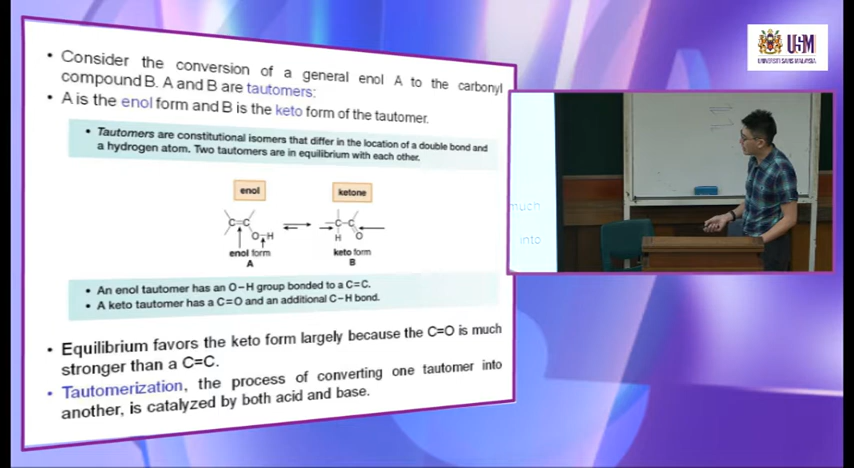 USM
UNIVERSITI SAINS MALAYSIA
• Consider the conversion of a general enol A to the carbonyl
compound B. A and B are tautomers:
• A is the enol form and B is the keto form of the tautomer.
• Tautomers are constitutional isomers that differ in the location of a double bond and
a hydrogen atom. Two tautomers are in equilibrium with each other.
enol
ketone
C=C
O-H
enol form
A
C-C
H O
keto form
B
• An enol tautomer has an O-H group bonded to a C=C.
• A keto tautomer has a C=O and an additional C-H bond.
• Equilibrium favors the keto form largely because the C=O is much
stronger than a C=C.
• Tautomerization, the process of converting one tautomer into
another, is catalyzed by both acid and base.
much
into